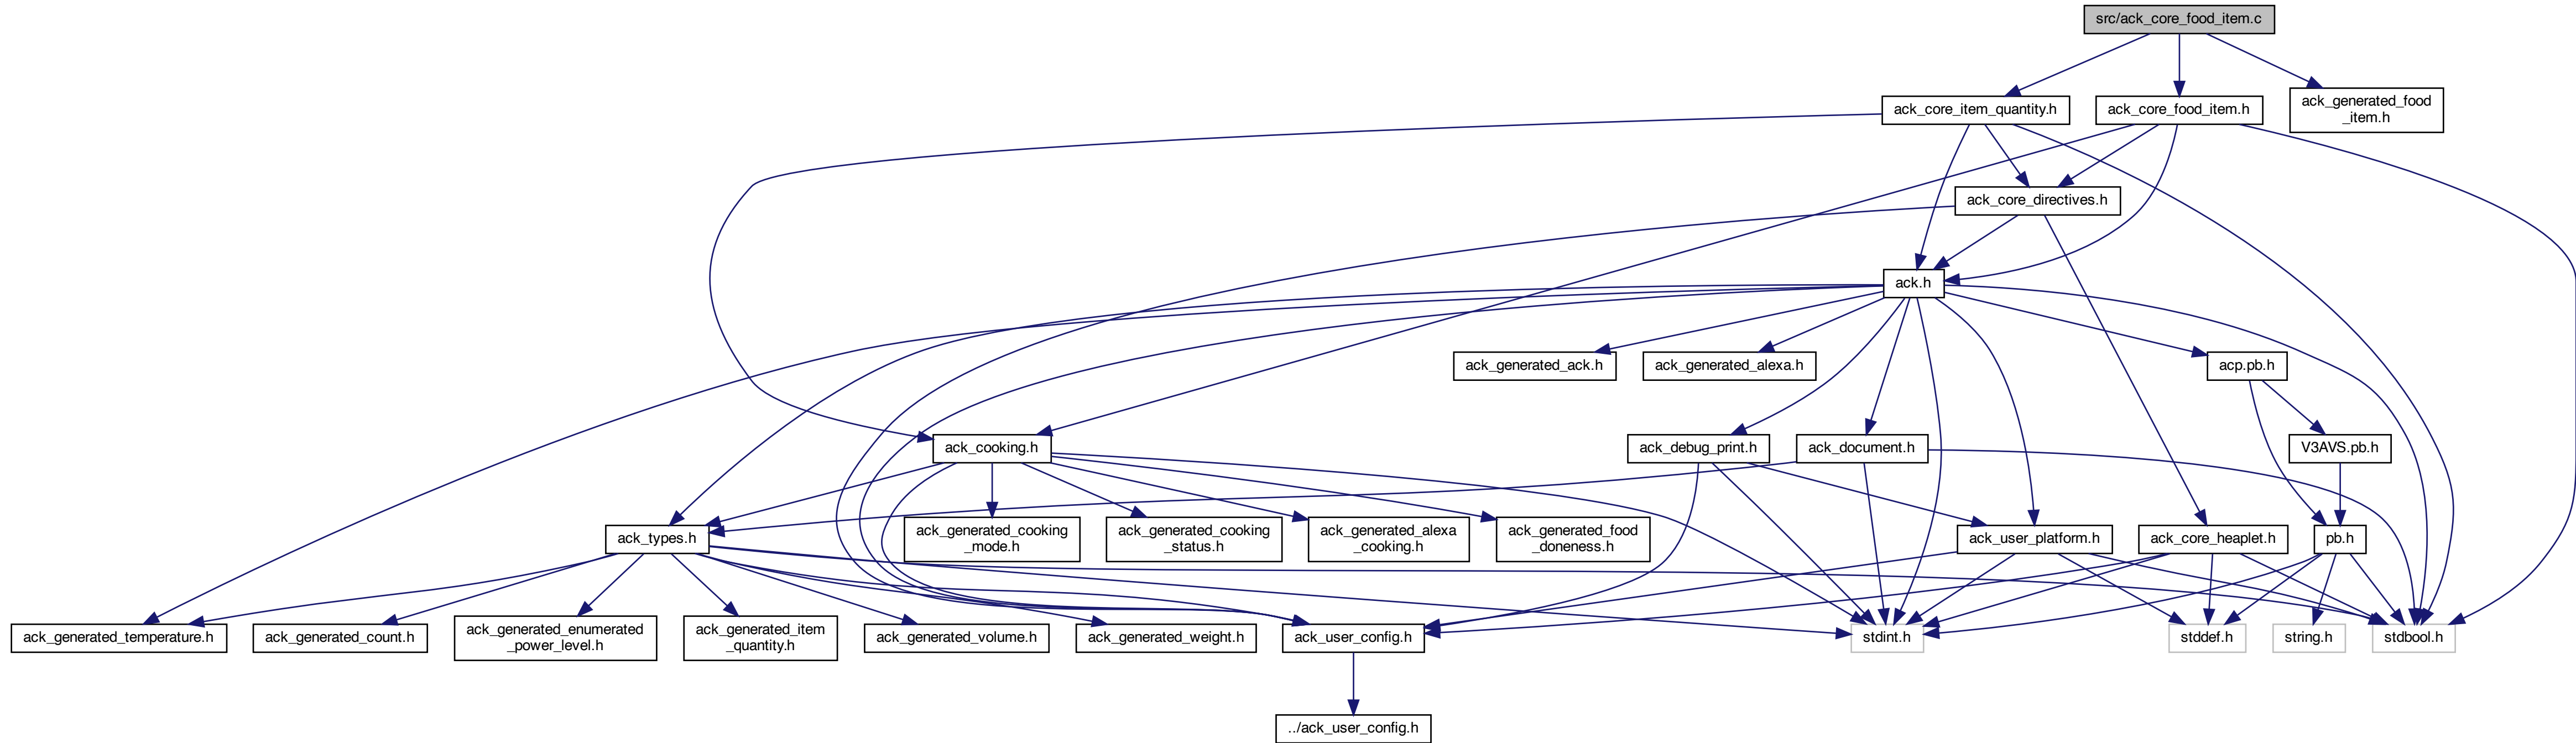 src/ack_core_food_item.c
ack_core_item_quantity.h
ack_core_food_item.h
ack_generated_food
_item.h
ack_core_directives.h
ack.h
ack_generated_ack.h
ack_generated_alexa.h
acp.pb.h
ack_cooking.h
ack_debug_print.h
ack_document.h
V3AVS.pb.h
ack_types.h
ack_generated_cooking
_mode.h
ack_generated_cooking
_status.h
ack_generated_alexa
_cooking.h
ack_generated_food
_doneness.h
ack_user_platform.h
ack_core_heaplet.h
pb.h
ack_generated_temperature.h
ack_generated_count.h
ack_generated_enumerated
_power_level.h
ack_generated_item
_quantity.h
ack_generated_volume.h
ack_generated_weight.h
ack_user_config.h
stdint.h
stddef.h
string.h
stdbool.h
../ack_user_config.h